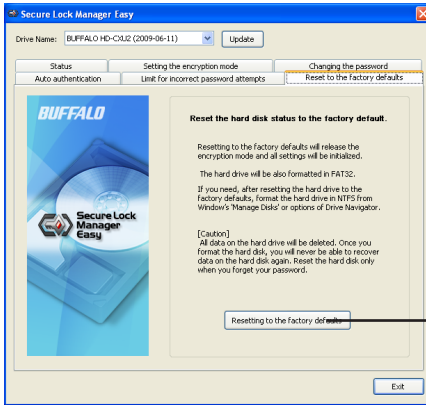 Secure Lock Manager Easy
Drive Name: BUFFALO HD-CXU2 (2009-06-11) Update
Status Setting the encryption mode Changing the password
Auto authentication Limit for incorrect password attempts Reset to the factory defaults
BUFFALO
Secure Lock
Manager
Easy
Reset the hard disk status to the factory default.
Resetting to the factory defaults will release the
encryption mode and all settings will be initialized.
The hard drive will be also formatted in FAT32.
If you need, after resetting the hard drive to the
factory defaults, format the hard drive in NTFS from
Window's 'Manage Disks' or options of Drive Navigator.
[Caution]
All data on the hard drive will be deleted. Once you
format the hard disk, you will never be able to recover
data on the hard disk again. Reset the hard disk only
when you forget your password.
Resetting to the factory defaults
Exit